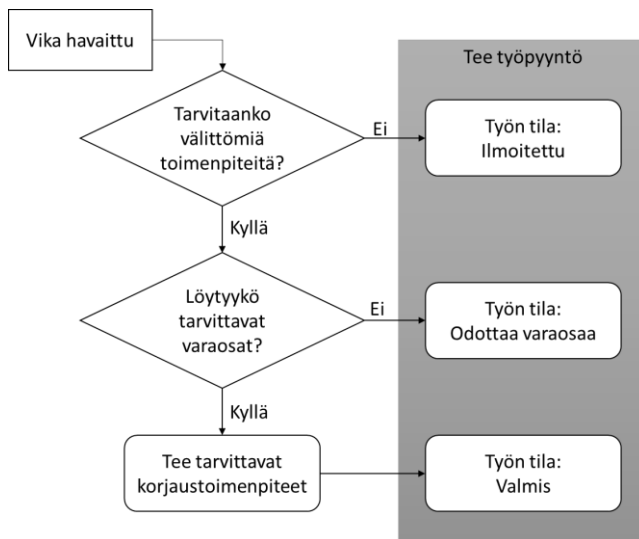 Vika havaittu
Tee työpyyntö
Tarvitaanko
välittömiä
toimenpiteitä?
Ei
Työn tila:
Ilmoitettu
Kyllä
Löytyykö
tarvittavat
varaosat?
Ei
Työn tila:
Odottaa varaosaa
Kyllä
Tee tarvittavat
korjaustoimenpiteet
Työn tila:
Valmis